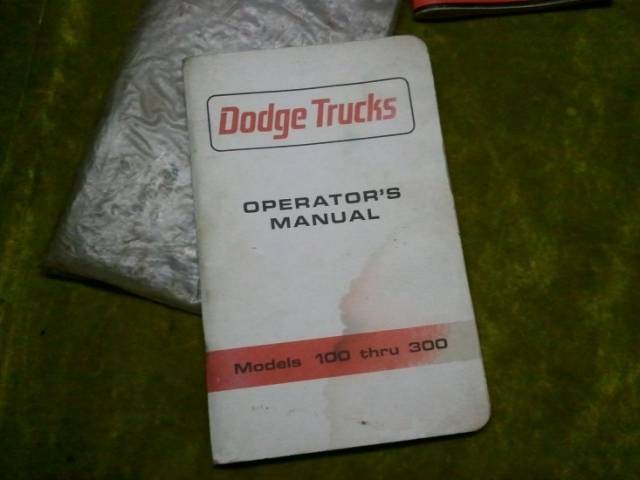 Dodge Trucks
OPERATOR'S
MANUAL
Models 100 thru 300